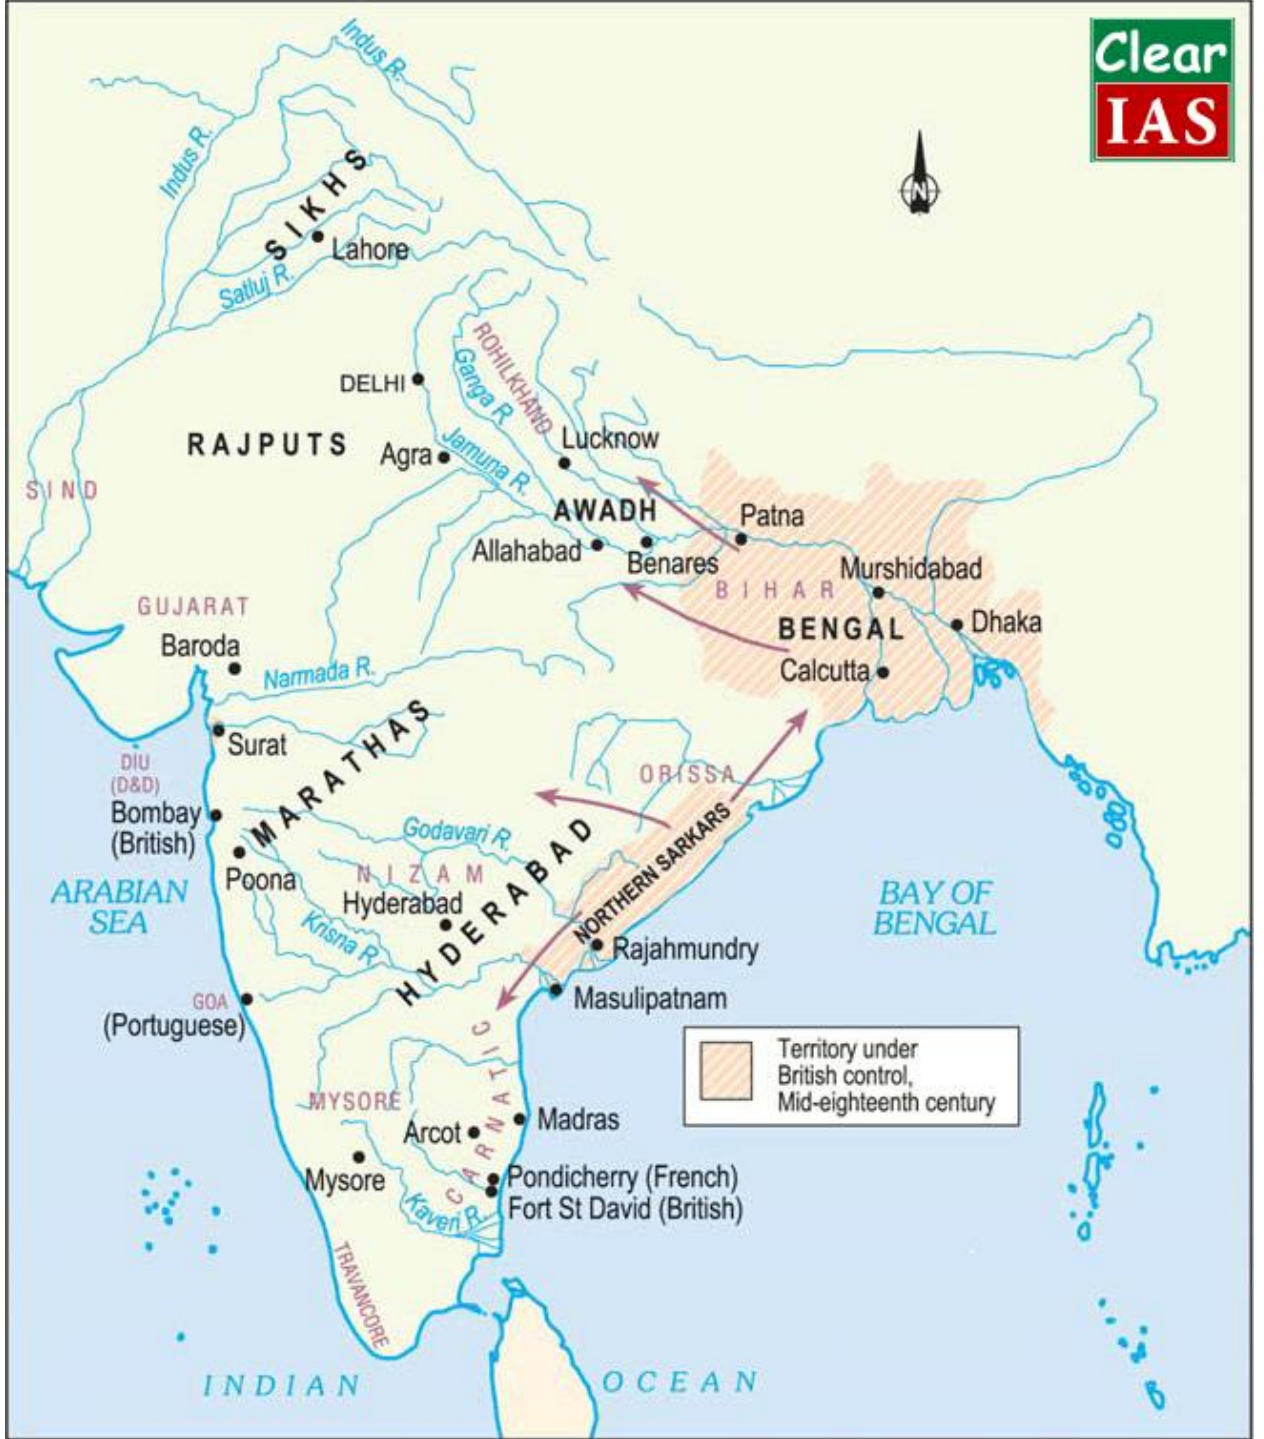 Clear
IAS
Indus R.
Indus R.
N
SIKHS
Lahore
Satluj R.
ROHILKHAND
Ganga R
DELHI
RAJPUTS
Agra
Jamuna R.
Lucknow
SIND
AWADH
Patna
Allahabad
Benares
Murshidabad
BIHAR
GUJARAT
BENGAL
Dhaka
Baroda
Calcutta
Narmada R.
MARATHAS
Surat
DIU
(D&D)
ORISSA
Bombay
(British)
Godavari R.
NORTHERN SARKARS
Poona
NIZAM
HYDERABAD
Hyderabad
ARABIAN
SEA
BAY OF
BENGAL
Krisna R.
Rajahmundry
GOA
(Portuguese)
Masulipatnam
CARNATIC
Territory under
British control,
Mid-eighteenth century
MYSORE
Arcot
Madras
Mysore
Pondicherry (French)
Fort St David (British)
Kaveri R.
TRAVANCORE
INDIAN OCEAN